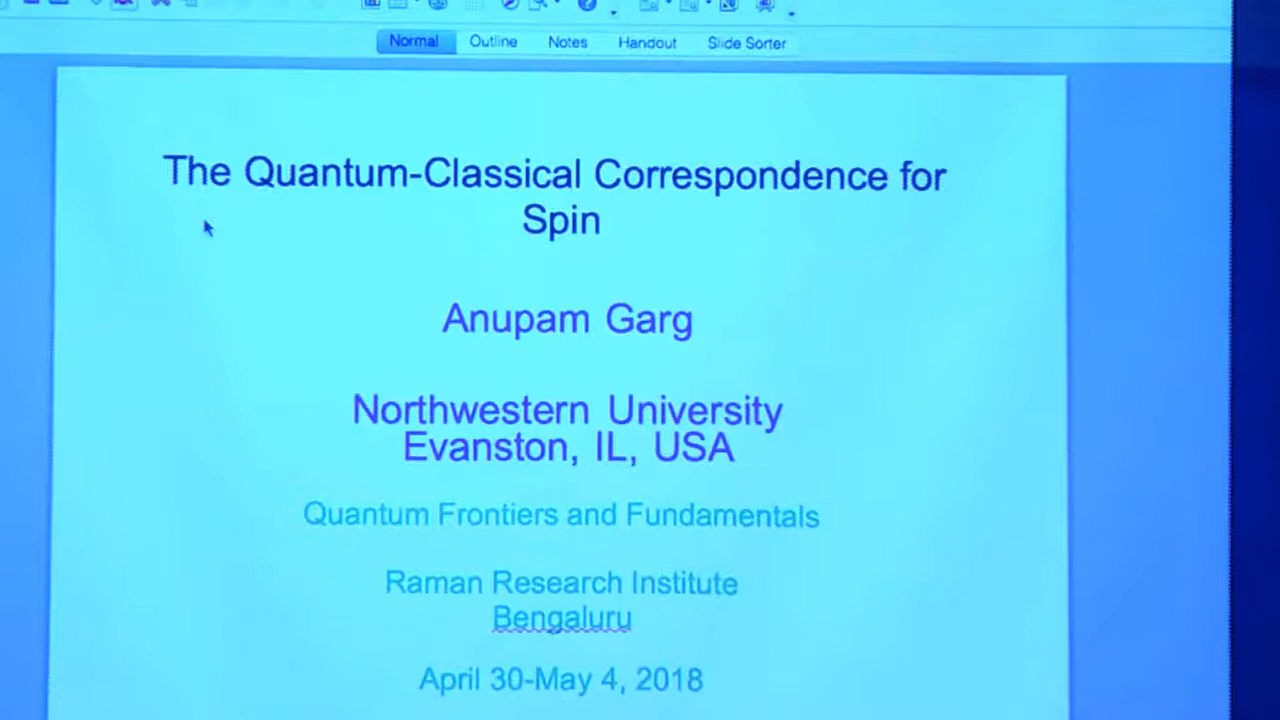 Normal Outline Notes Handout Slide Sorter
The Quantum-Classical Correspondence for
Spin
Anupam Garg
Northwestern University
Evanston, IL, USA
Quantum Frontiers and Fundamentals
Raman Research Institute
Bengaluru
April 30-May 4, 2018